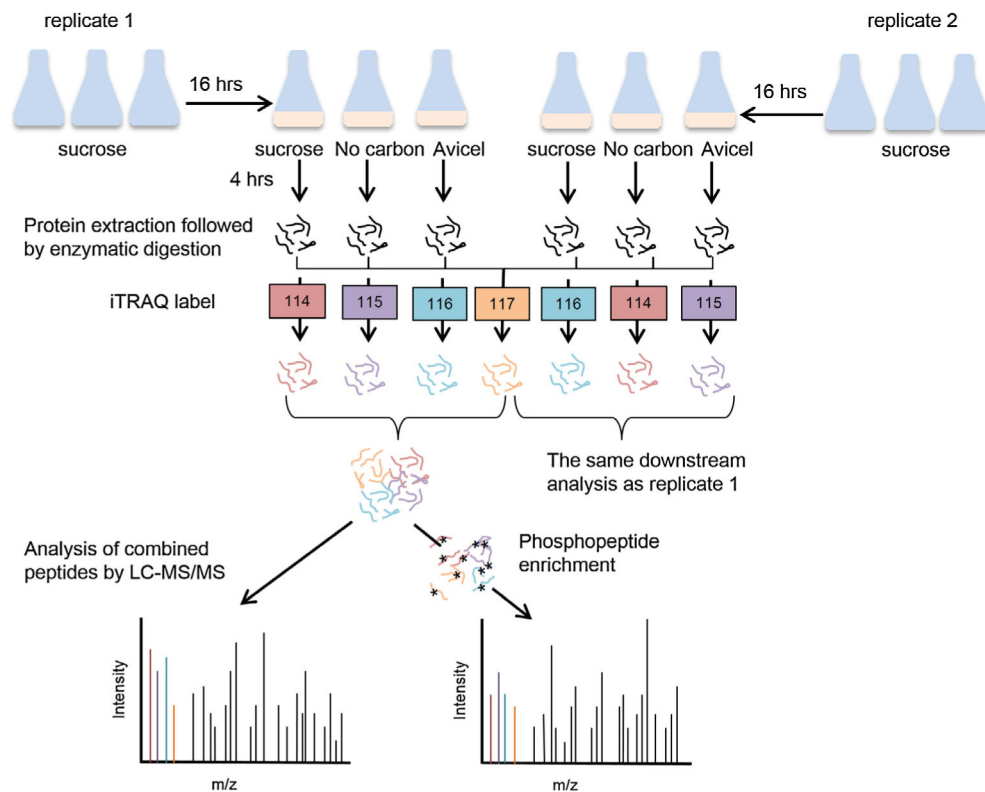 replicate 1
replicate 2
16 hrs
16 hrs
sucrose
sucrose No carbon Avicel
sucrose No carbon Avicel
sucrose
4 hrs
Protein extraction followed
by enzymatic digestion
iTRAQ label
114
115
116
117
116
114
115
The same downstream
analysis as replicate 1
Analysis of combined
peptides by LC-MS/MS
Phosphopeptide
enrichment
* * * * * * * * * *
Intensity
m/z
Intensity
m/z